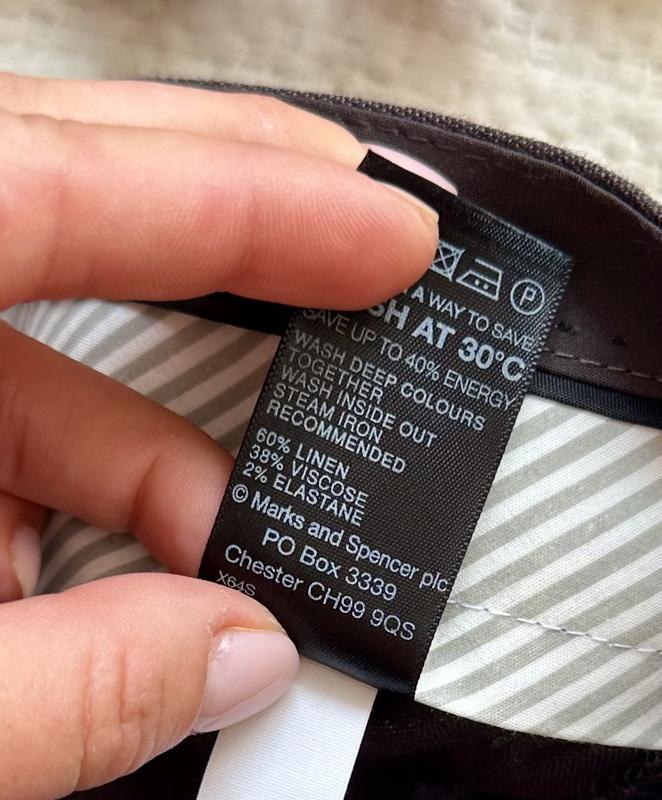 P
A WAY TO SAVE
SH AT 30°C
SAVE UP TO 40% ENERGY
WASH DEEP COLOURS
TOGETHER
WASH INSIDE OUT
STEAM IRON
RECOMMENDED
60% LINEN
38% VISCOSE
2% ELASTANE
© Marks and Spencer plc
PO Box 3339
Chester CH99 9QS
X64S